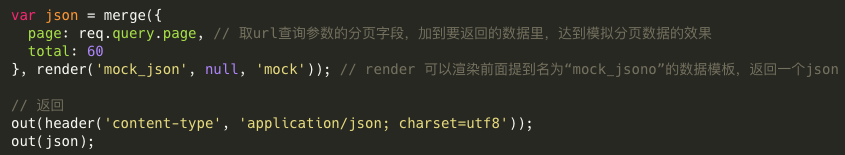 var json = merge({
  page: req.query.page, // 取url查询参数的分页字段，加到要返回的数据里，达到模拟分页数据的效果
  total: 60
}, render('mock_json', null, 'mock')); // render 可以渲染前面提到名为“mock_jsono”的数据模板，返回一个json
// 返回
out(header('content-type', 'application/json; charset=utf8'));
out(json);